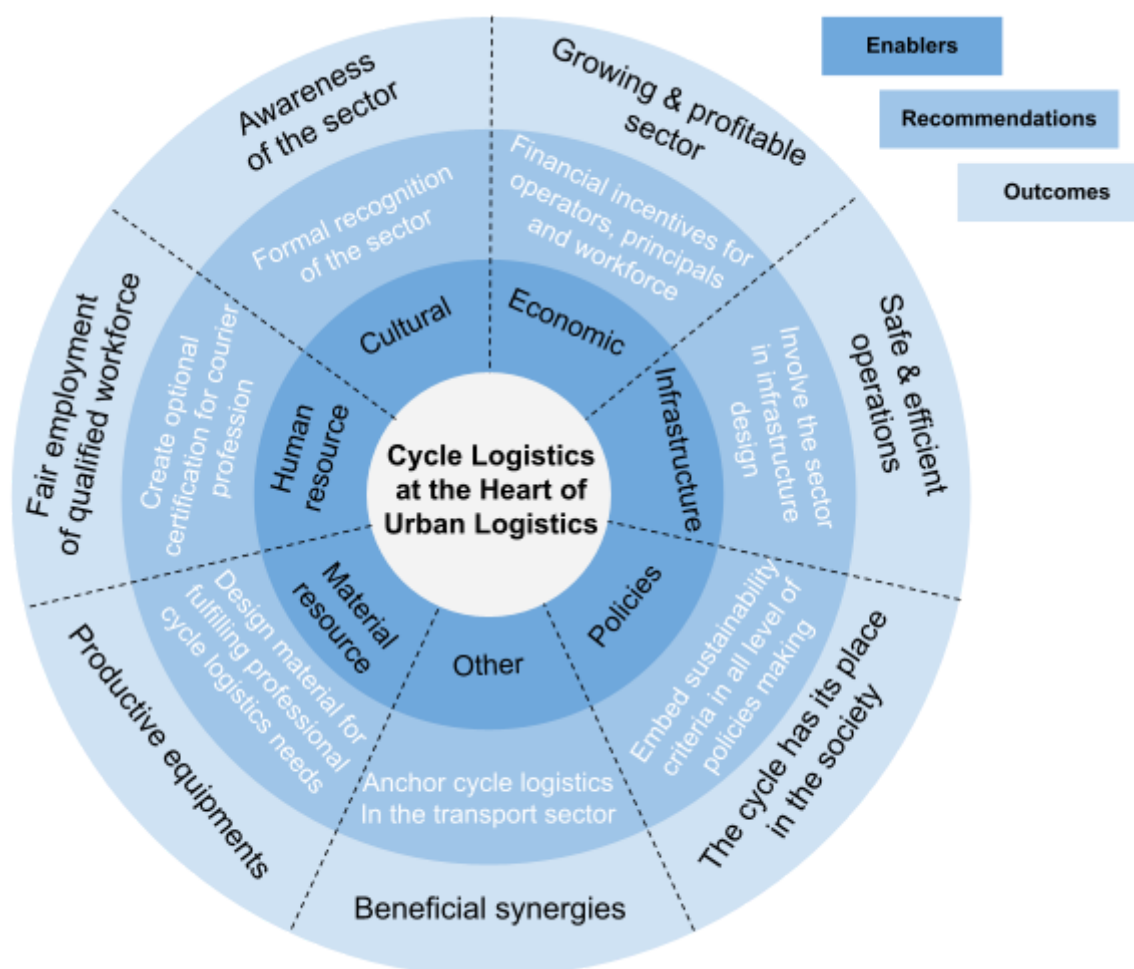 Enablers
Recommendations
Outcomes
Awareness
of the sector
Growing & profitable
sector
Safe & efficient
operations
The cycle has its place
in the society
Beneficial synergies
Productive equipments
Fair employment
of qualified workforce
Formal recognition
of the sector
Financial incentives for
operators, principals
and workforce
Involve the sector
in infrastructure
design
Embed sustainability
criteria in all level of
policies making
Anchor cycle logistics
In the transport sector
Design material for
fulfilling professional
cycle logistics needs
Create optional
certification for courier
profession
Cultural
Economic
Infrastructure
Policies
Other
Material
resource
Human
resource
Cycle Logistics
at the Heart of
Urban Logistics